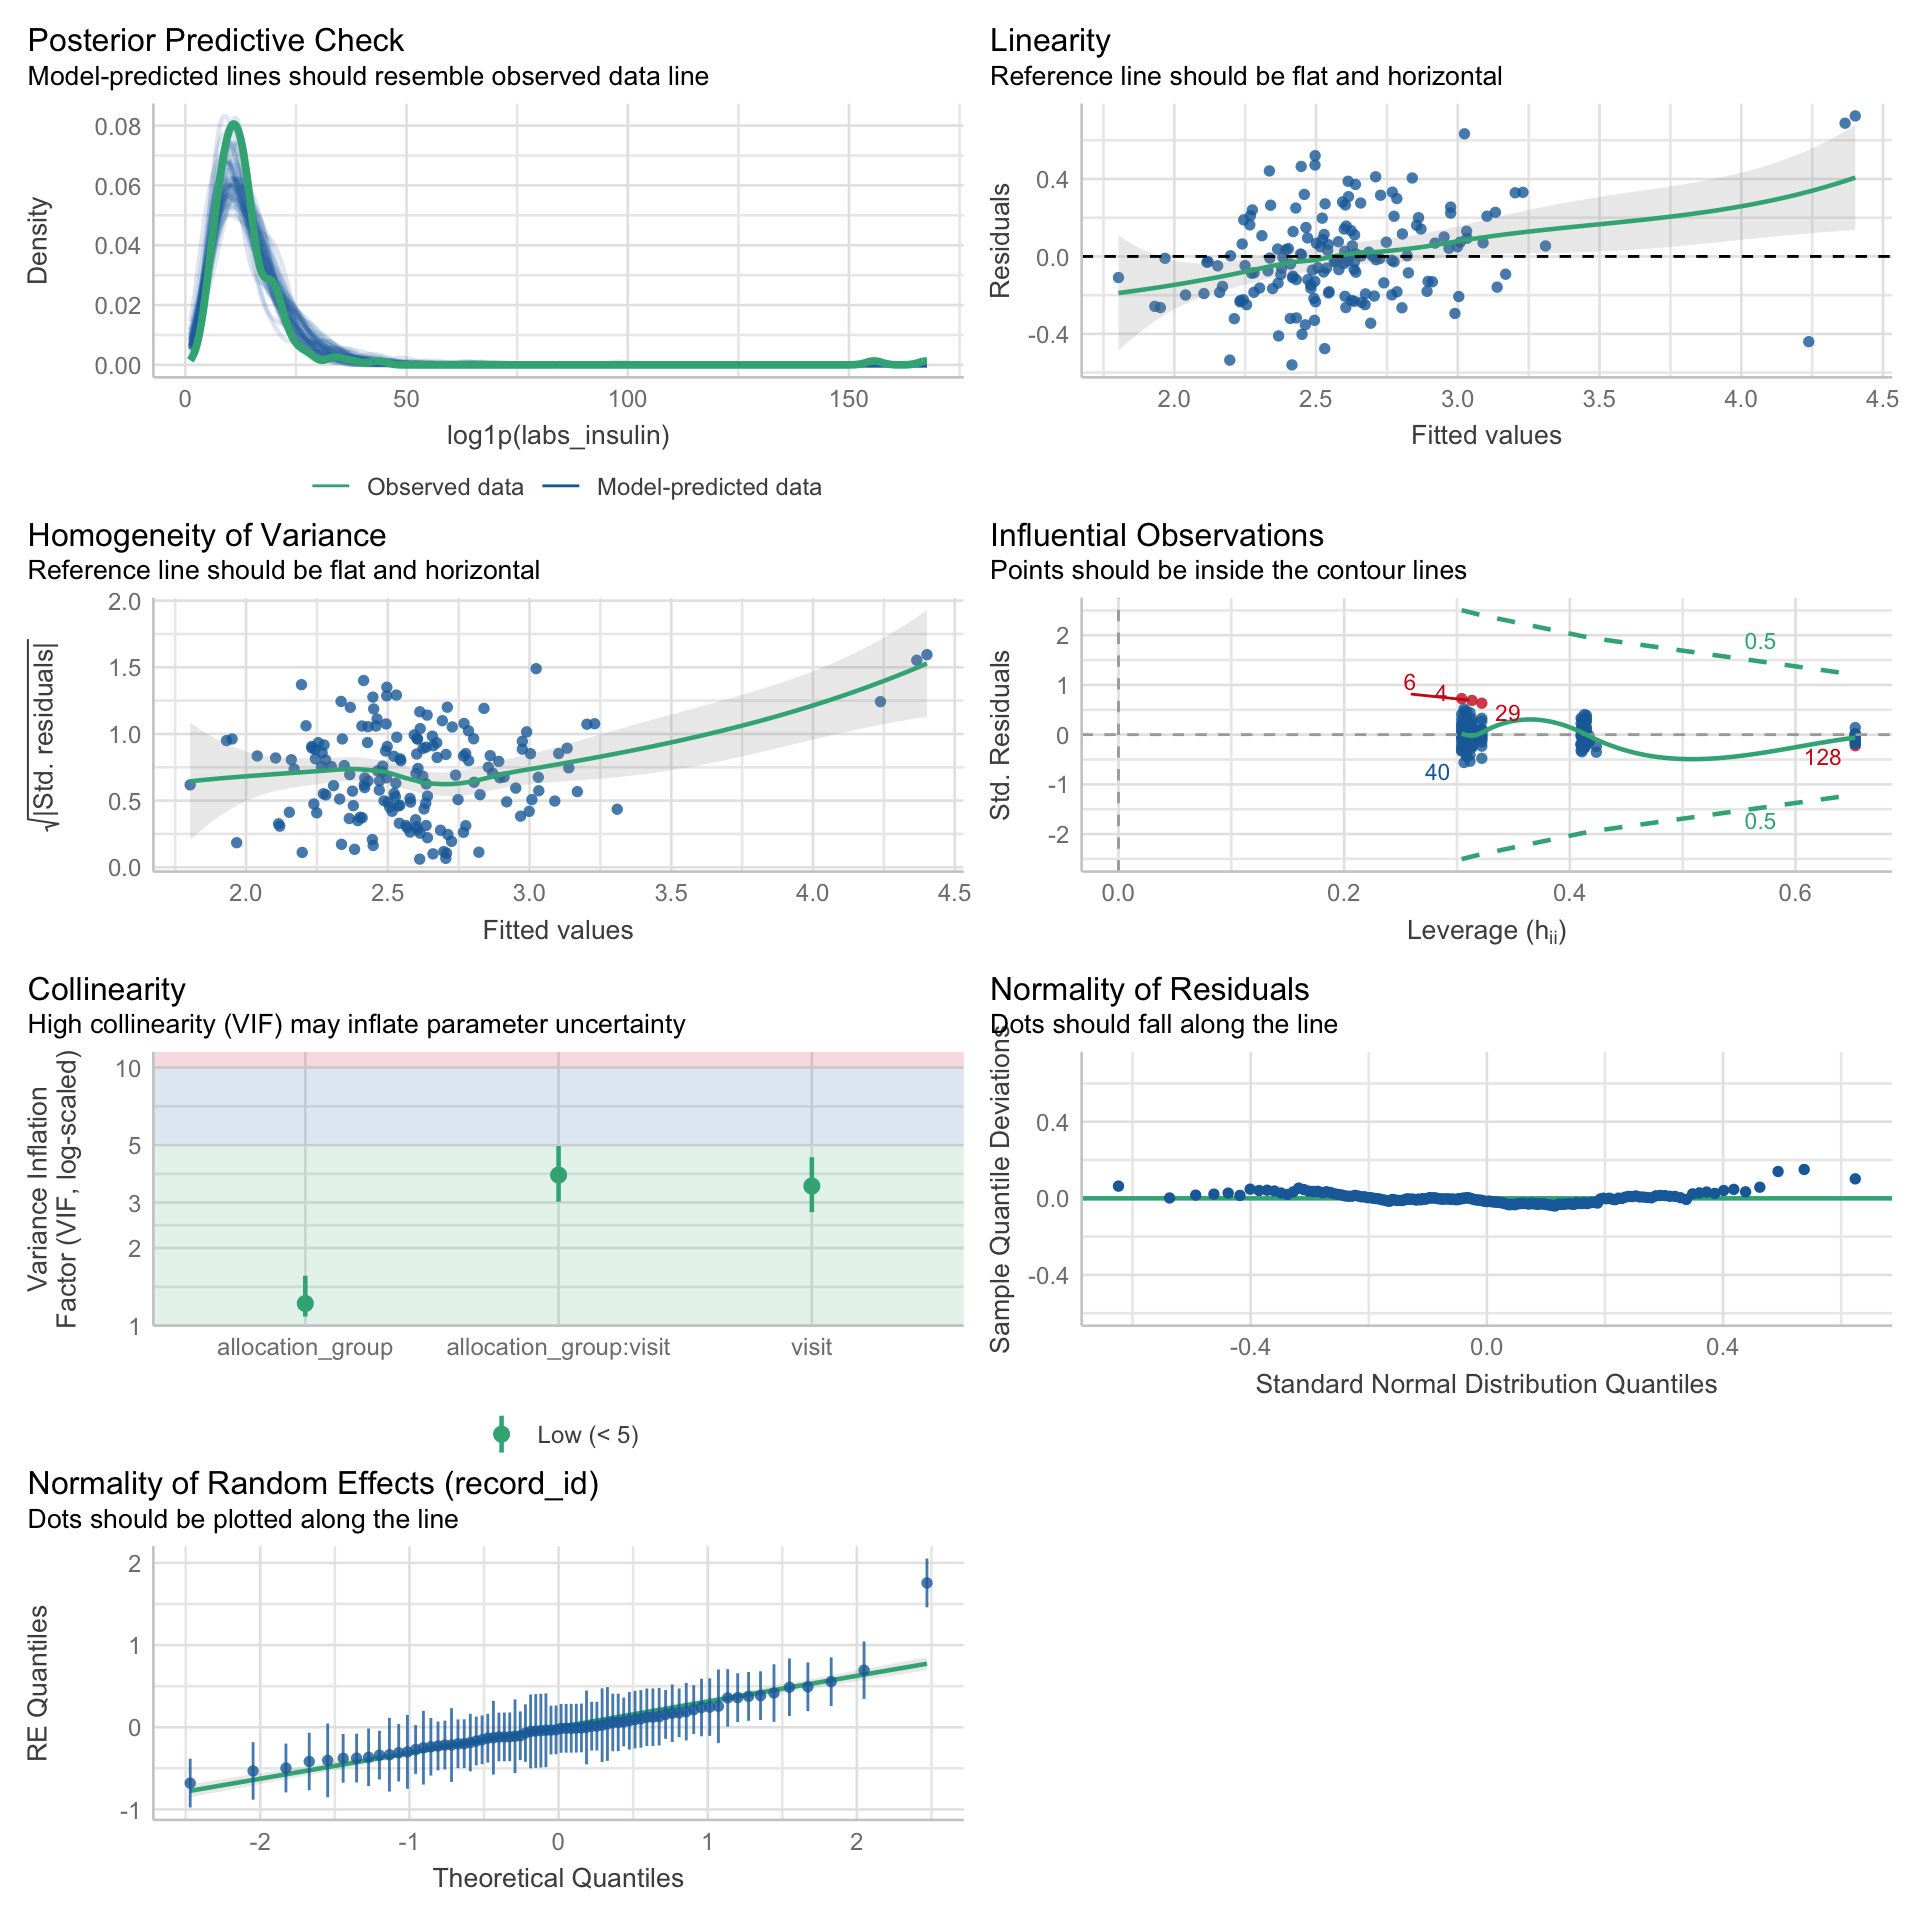 Posterior Predictive Check
Model-predicted lines should resemble observed data line
Density
0.08
0.06
0.04
0.02
0.00
0
50
100
150
log1p(labs_insulin)
Observed data
Model-predicted data
Linearity
Reference line should be flat and horizontal
Residuals
0.4
0.0
-0.4
2.0
2.5
3.0
3.5
4.0
4.5
Fitted values
Homogeneity of Variance
Reference line should be flat and horizontal
√|Std. residuals|
2.0
1.5
1.0
0.5
0.0
2.0
2.5
3.0
3.5
4.0
4.5
Fitted values
Influential Observations
Points should be inside the contour lines
Std. Residuals
2
1
0
-1
-2
0.5
6
4
29
40
128
0.5
0.0
0.2
0.4
0.6
Leverage (hii)
Collinearity
High collinearity (VIF) may inflate parameter uncertainty
Variance Inflation
Factor (VIF, log-scaled)
10
5
3
2
1
allocation_group
allocation_group:visit
visit
Low (< 5)
Normality of Residuals
Dots should fall along the line
Sample Quantile Deviations
0.4
0.0
-0.4
-0.4
0.0
0.4
Standard Normal Distribution Quantiles
Normality of Random Effects (record_id)
Dots should be plotted along the line
RE Quantiles
2
1
0
-1
-2
-1
0
1
2
Theoretical Quantiles